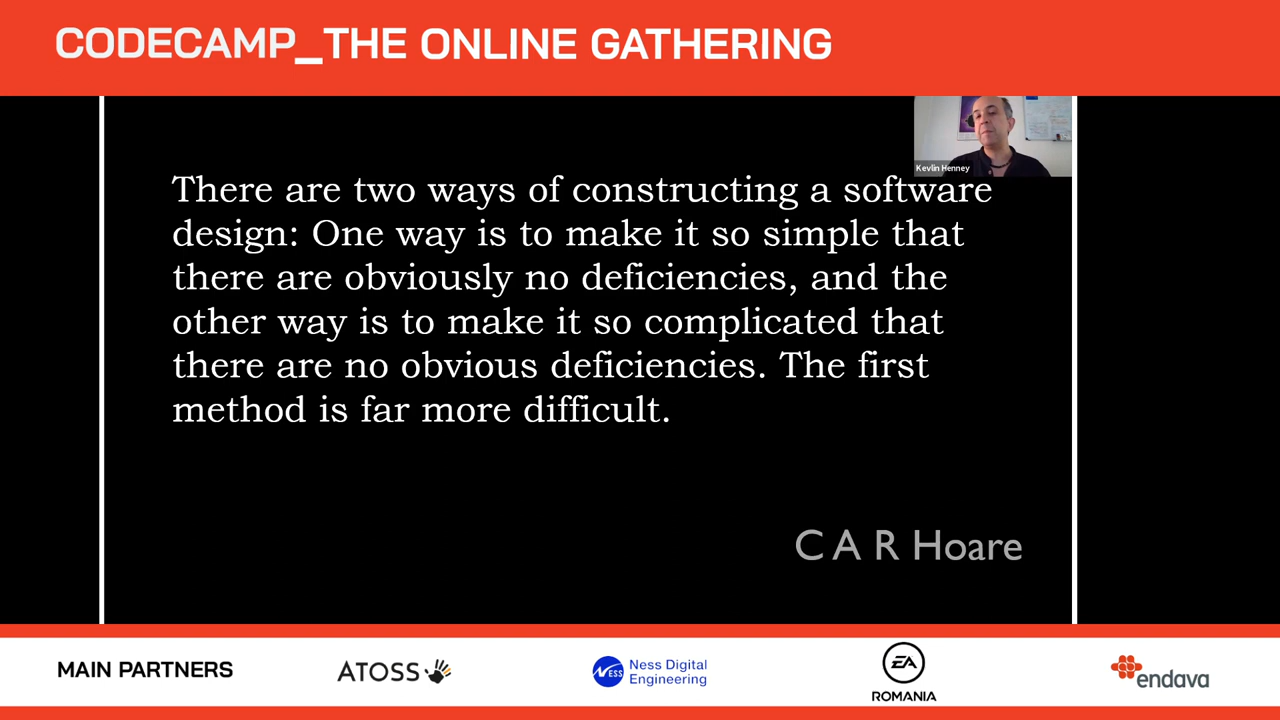 CODECAMP_THE ONLINE GATHERING
Kevlin Henney
There are two ways of constructing a software
design: One way is to make it so simple that
there are obviously no deficiencies, and the
other way is to make it so complicated that
there are no obvious deficiencies. The first
method is far more difficult.
C A R Hoare
MAIN PARTNERS
ATOSS
NESS
Ness Digital
Engineering
EA
ROMANIA
endava